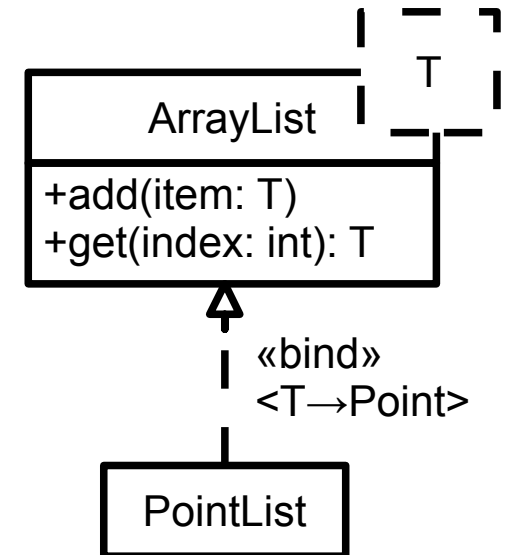 T
ArrayList
+add(item: T)
+get(index: int): T
«bind»
<T→Point>
PointList